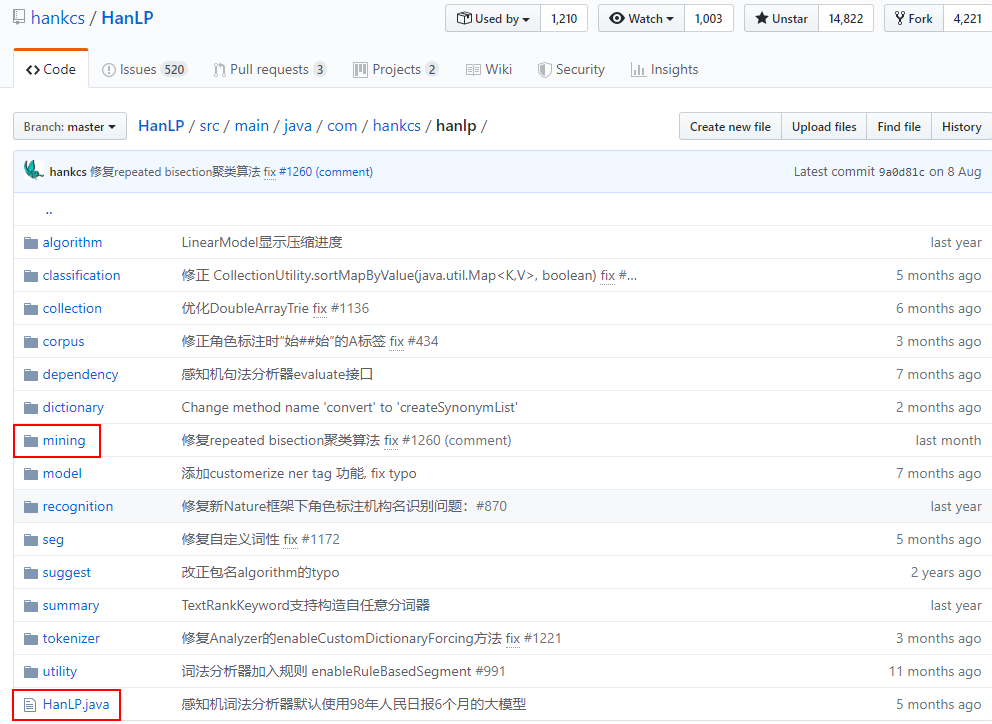 hankcs / HanLP Used by 1,210 Watch 1,003 Unstar 14,822 Fork 4,221
Code Issues 520 Pull requests 3 Projects 2 Wiki Security Insights
Branch: master HanLP / src / main / java / com / hankcs / hanlp / Create new file Upload files Find file History
hankcs 修复repeated bisection聚类算法 fix #1260 (comment) Latest commit 9a0d81c on 8 Aug
..
algorithm LinearModel显示压缩进度 last year
classification 修正 CollectionUtility.sortMapByValue(java.util.Map<K,V>, boolean) fix #... 5 months ago
collection 优化DoubleArrayTrie fix #1136 6 months ago
corpus 修正角色标注时“始##始”的A标签 fix #434 3 months ago
dependency 感知机句法分析器evaluate接口 7 months ago
dictionary Change method name 'convert' to 'createSynonymList' 2 months ago
mining 修复repeated bisection聚类算法 fix #1260 (comment) last month
model 添加customerize ner tag 功能, fix typo 7 months ago
recognition 修复新Nature框架下角色标注机构名识别问题：#870 last year
seg 修复自定义词性 fix #1172 5 months ago
suggest 改正包名algorithm的typo 2 years ago
summary TextRankKeyword支持构造自任意分词器 last year
tokenizer 修复Analyzer的enableCustomDictionaryForcing方法 fix #1221 3 months ago
utility 词法分析器加入规则 enableRuleBasedSegment #991 11 months ago
HanLP.java 感知机词法分析器默认使用98年人民日报6个月的大模型 5 months ago